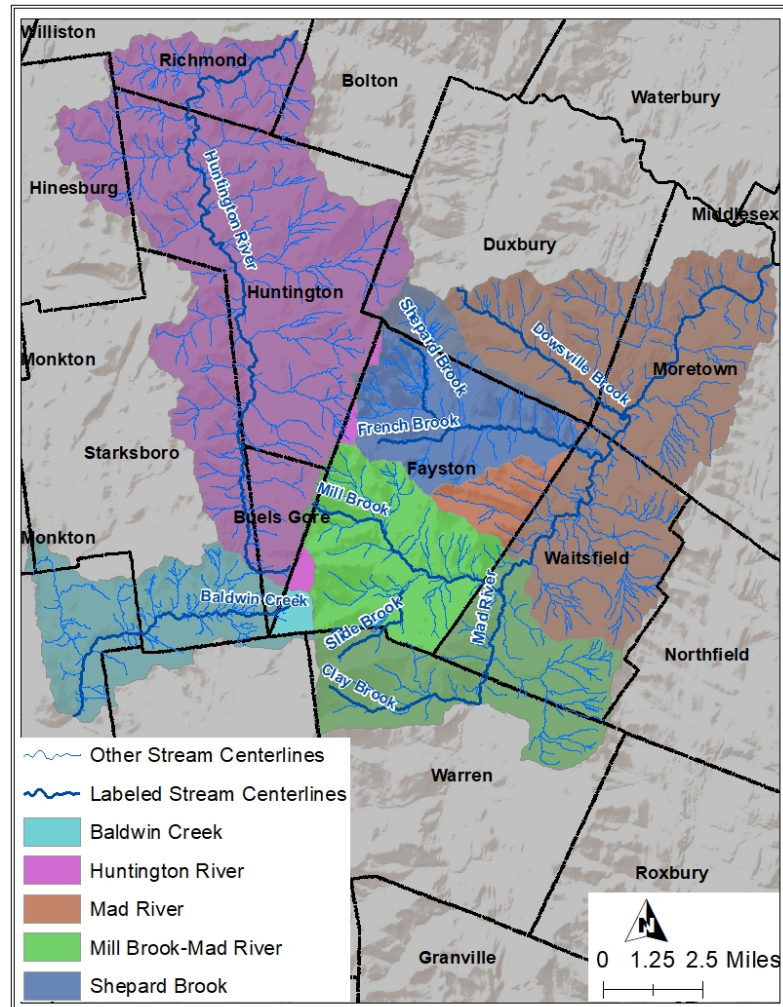 Williston
Richmond
Bolton
Waterbury
Hinesburg
Huntington River
Middlesex
Duxbury
Huntington
Shepard Brook
Dowsville Brook
Monkton
Moretown
French Brook
Starksboro
Fayston
Mill Brook
Buels Gore
Monkton
Waitsfield
Baldwin Creek
Slide Brook
Mad River
Northfield
Clay Brook
Other Stream Centerlines
Warren
Labeled Stream Centerlines
Baldwin Creek
Huntington River
Roxbury
Mad River
N
Mill Brook-Mad River
Granville
0 1.25 2.5 Miles
Shepard Brook